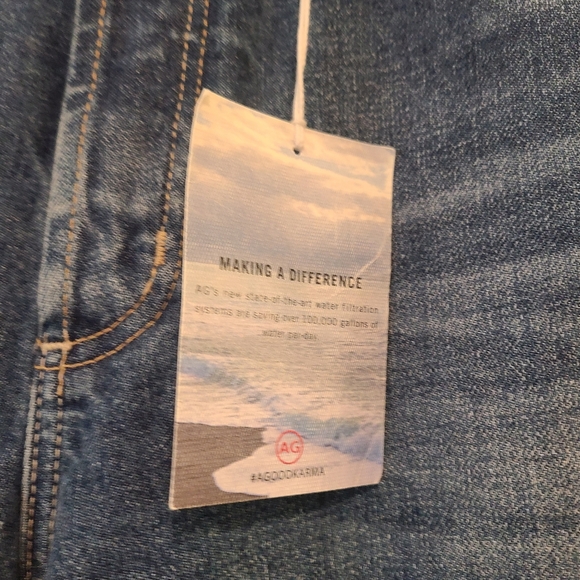 MAKING A DIFFERENCE
AG's new state-of-the-art water filtration
systems are saving over 100,000 gallons of
water per day.
AG
#AGOODKARMA